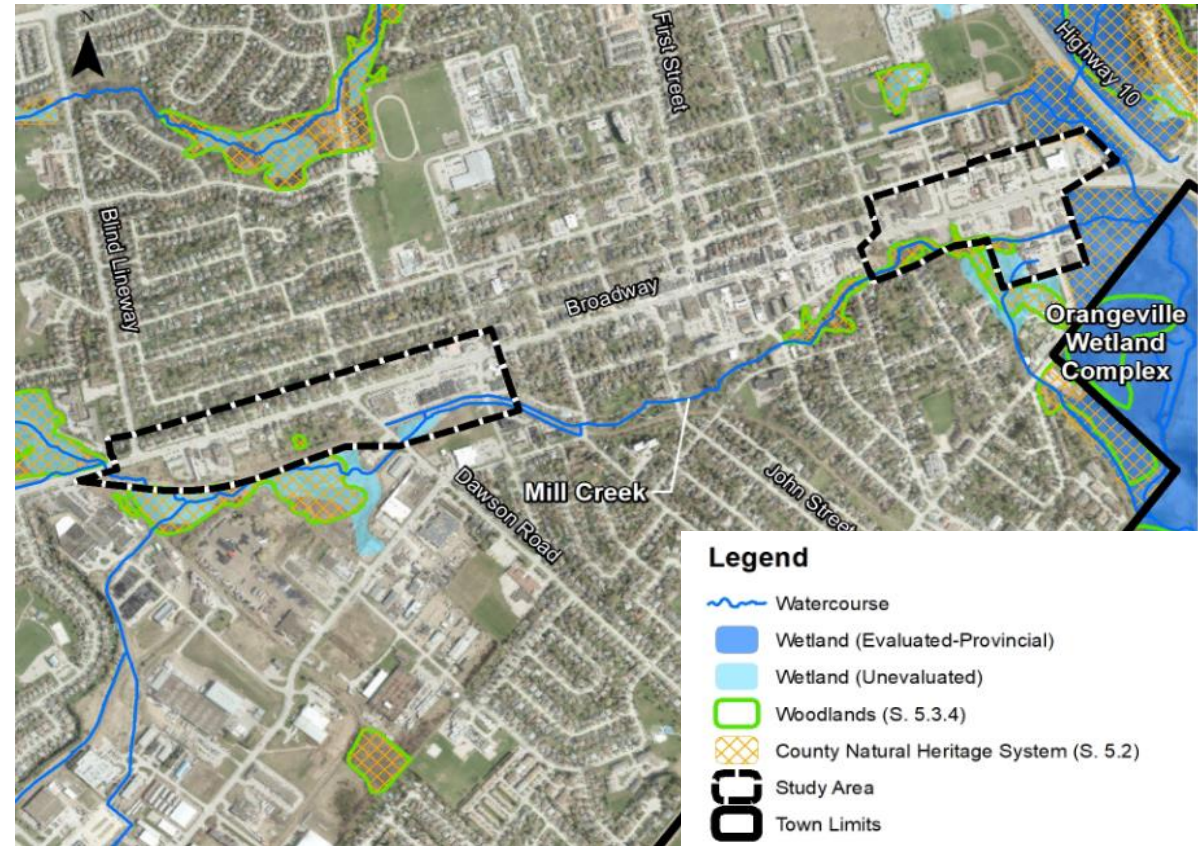 N
First Street
Highway 10
Blind Lineway
Broadway
Orangeville
Wetland
Complex
Mill Creek
Dawson Road
John Street
Legend
Watercourse
Wetland (Evaluated-Provincial)
Wetland (Unevaluated)
Woodlands (S. 5.3.4)
County Natural Heritage System (S. 5.2)
Study Area
Town Limits